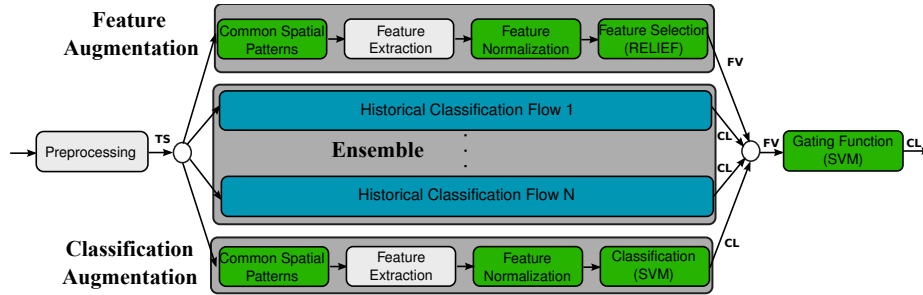 Feature
Augmentation
Common Spatial
Patterns
Feature
Extraction
Feature
Normalization
Feature Selection
(RELIEF)
FV
Historical Classification Flow 1
CL
Preprocessing
TS
Ensemble
FV
Gating Function
(SVM)
CL
CL
Historical Classification Flow N
Classification
Augmentation
Common Spatial
Patterns
Feature
Extraction
Feature
Normalization
Classification
(SVM)
CL